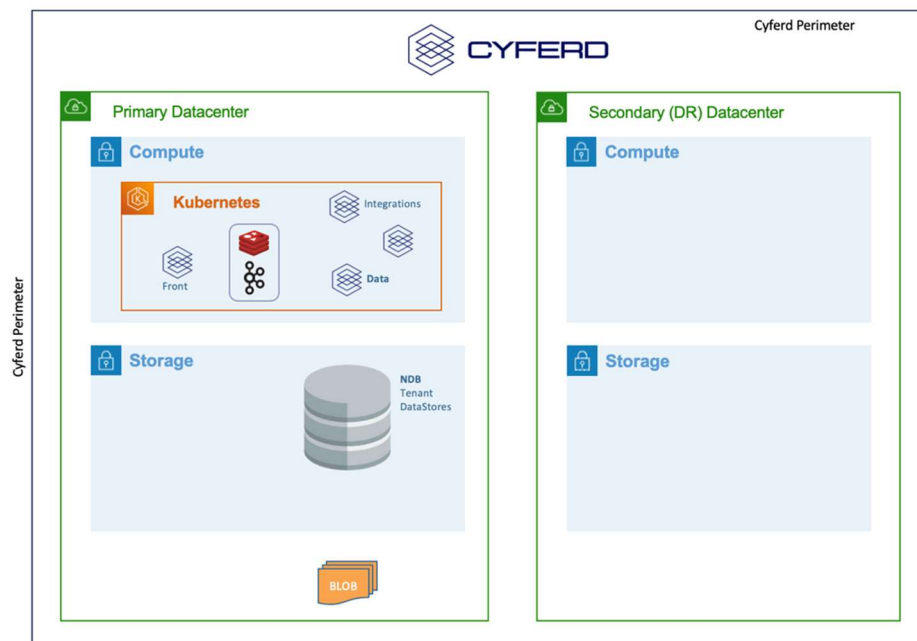 Cyferd Perimeter
CYFERD
Cyferd Perimeter
Primary Datacenter
Compute
Kubernetes
K
Integrations
Front
Data
Storage
NDB
Tenant
DataStores
BLOB
Secondary (DR) Datacenter
Compute
Storage